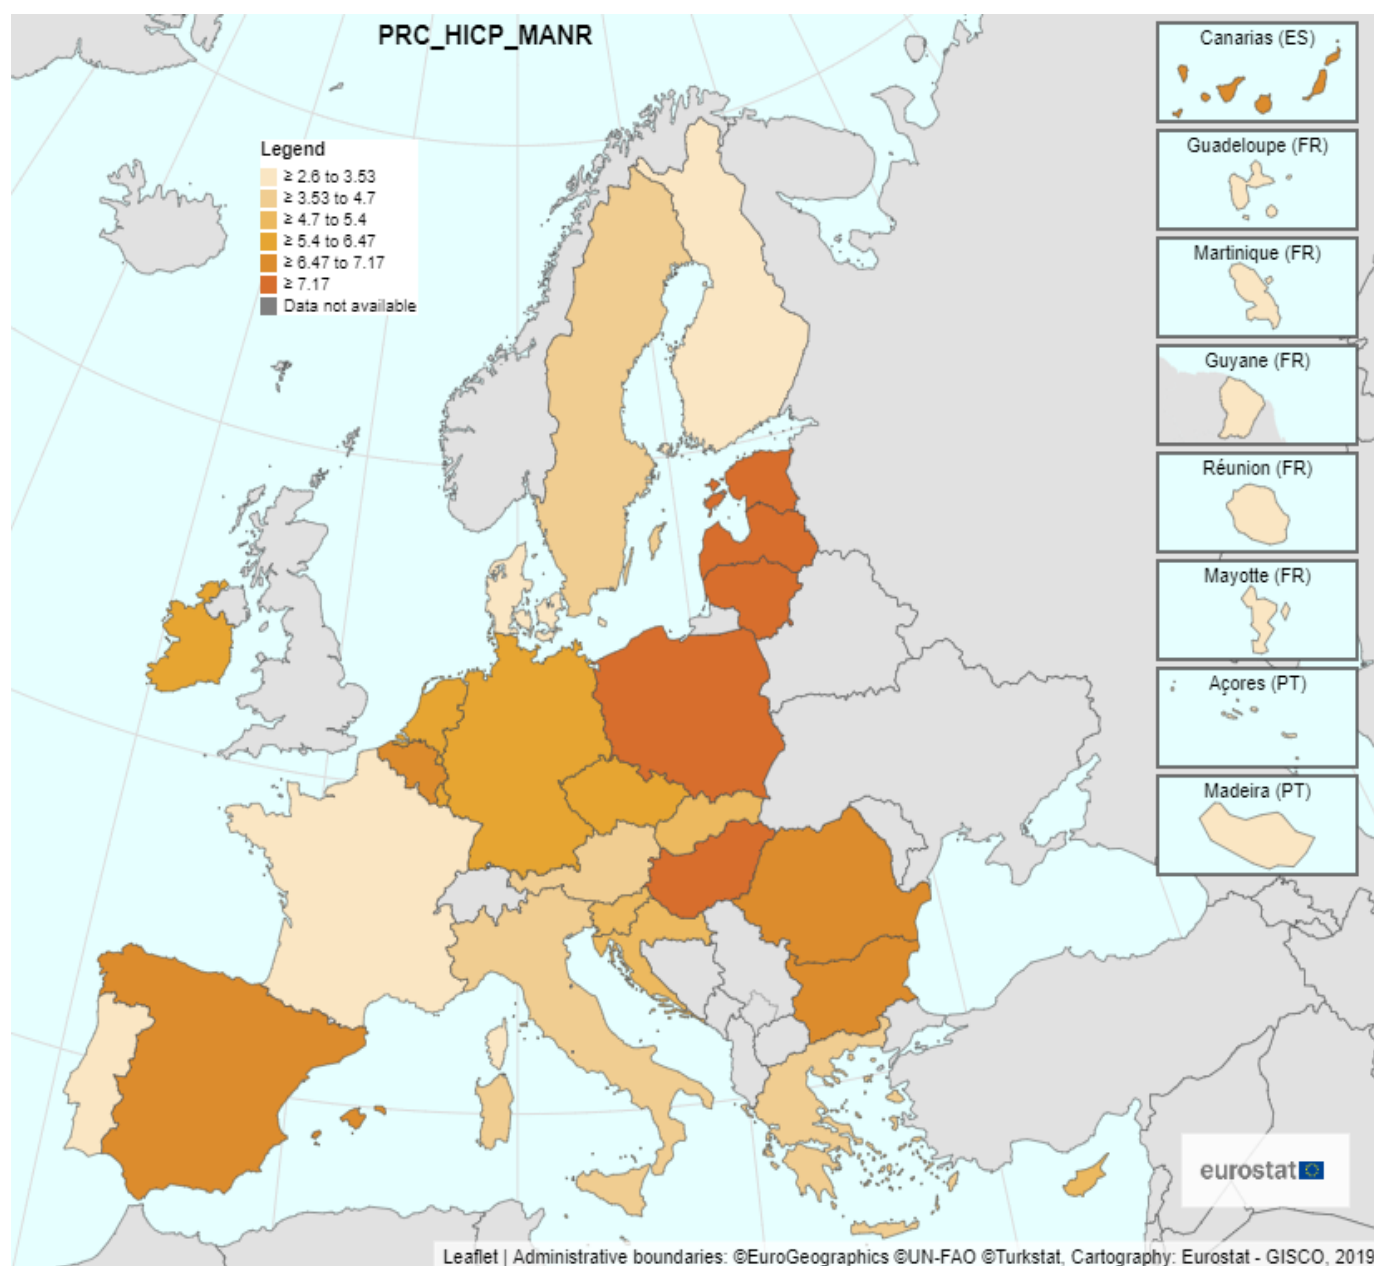 PRC_HICP_MANR
Legend
≥ 2.6 to 3.53
≥ 3.53 to 4.7
≥ 4.7 to 5.4
≥ 5.4 to 6.47
≥ 6.47 to 7.17
≥ 7.17
Data not available
Canarias (ES)
Guadeloupe (FR)
Martinique (FR)
Guyane (FR)
Réunion (FR)
Mayotte (FR)
Açores (PT)
Madeira (PT)
eurostat
Leaflet | Administrative boundaries: ©EuroGeographics ©UN-FAO ©Turkstat, Cartography: Eurostat - GISCO, 2019